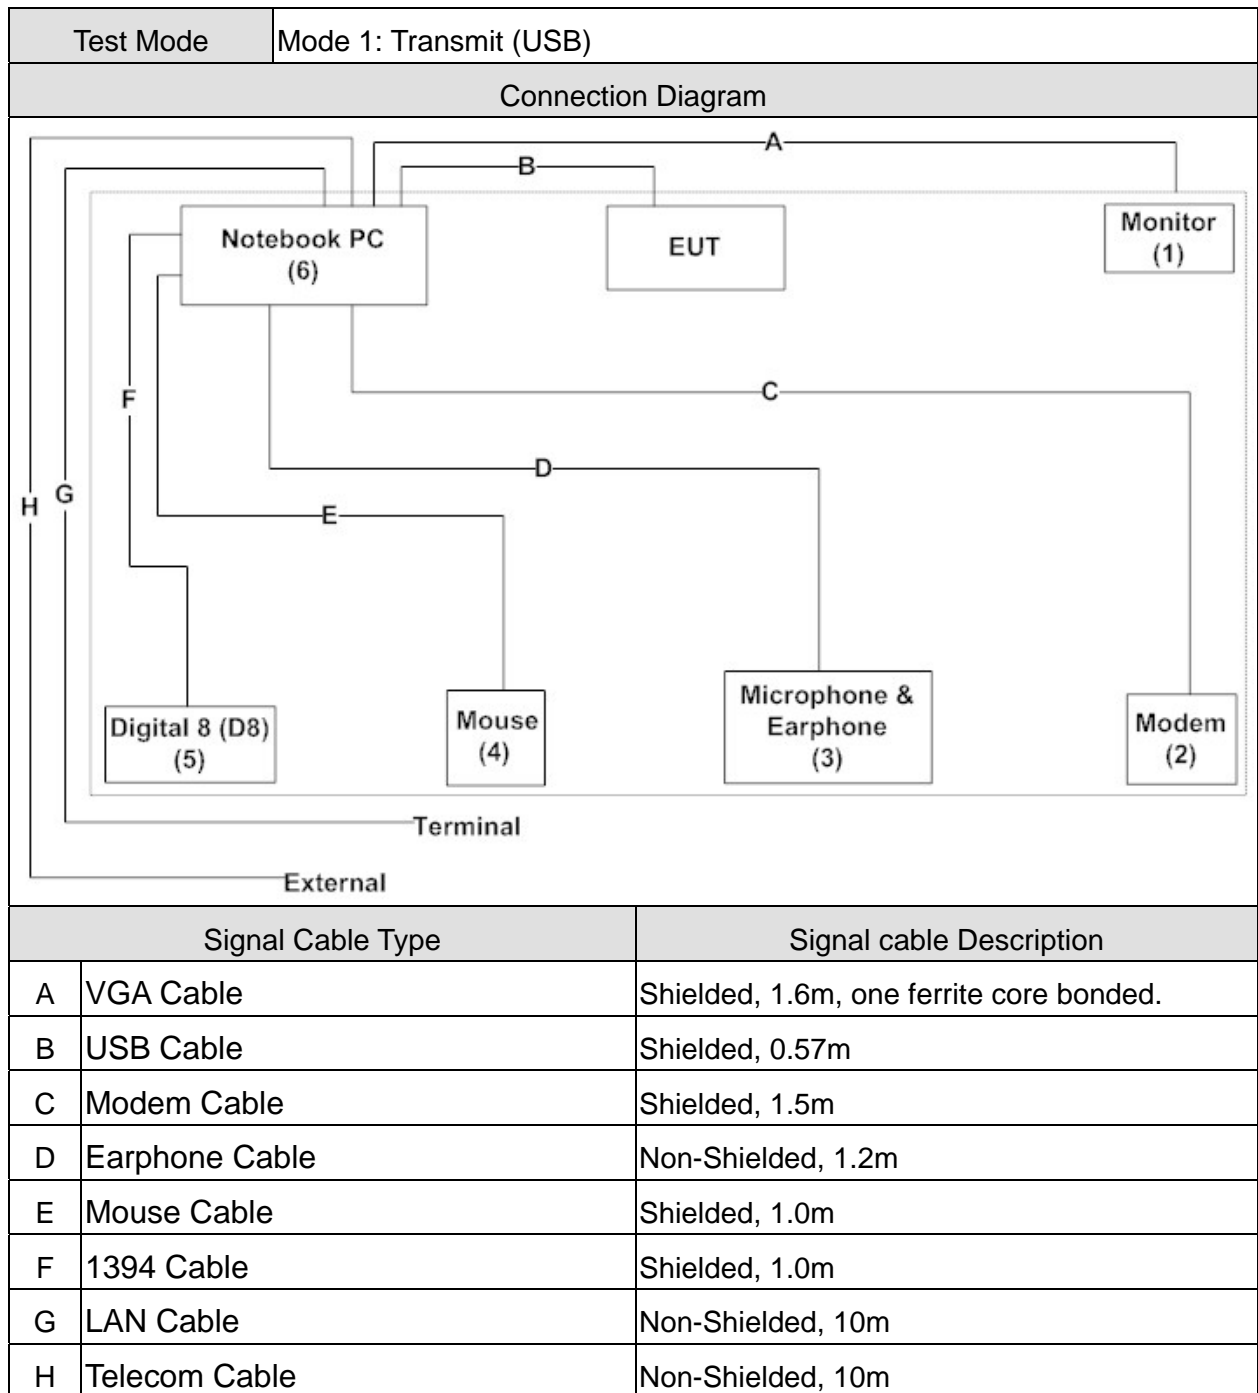 Test Mode Mode 1: Transmit (USB)
Connection Diagram
A
B
Notebook PC
(6)
EUT
Monitor
(1)
F
C
H
G
D
E
Digital 8 (D8)
(5)
Mouse
(4)
Microphone &
Earphone
(3)
Modem
(2)
Terminal
External
Signal Cable Type Signal cable Description
A VGA Cable Shielded, 1.6m, one ferrite core bonded.
B USB Cable Shielded, 0.57m
C Modem Cable Shielded, 1.5m
D Earphone Cable Non-Shielded, 1.2m
E Mouse Cable Shielded, 1.0m
F 1394 Cable Shielded, 1.0m
G LAN Cable Non-Shielded, 10m
H Telecom Cable Non-Shielded, 10m